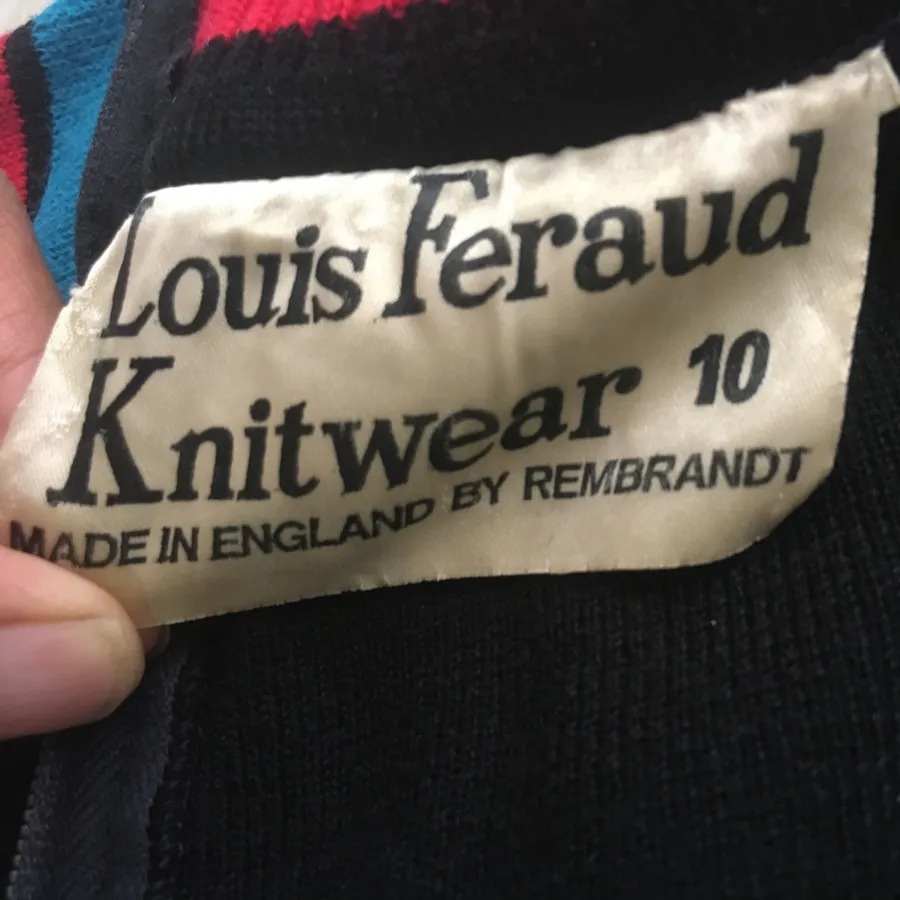 Louis Feraud
Knitwear 10
MADE IN ENGLAND BY REMBRANDT